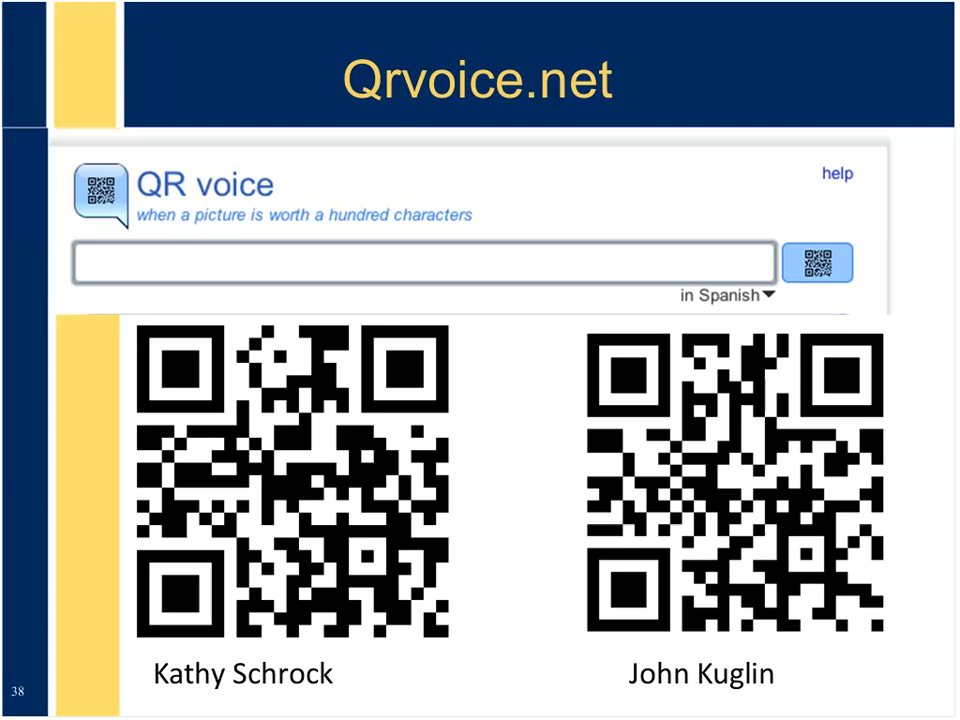 Qrvoice.net
QR voice
help
when a picture is worth a hundred characters
in Spanish
Kathy Schrock
John Kuglin
38